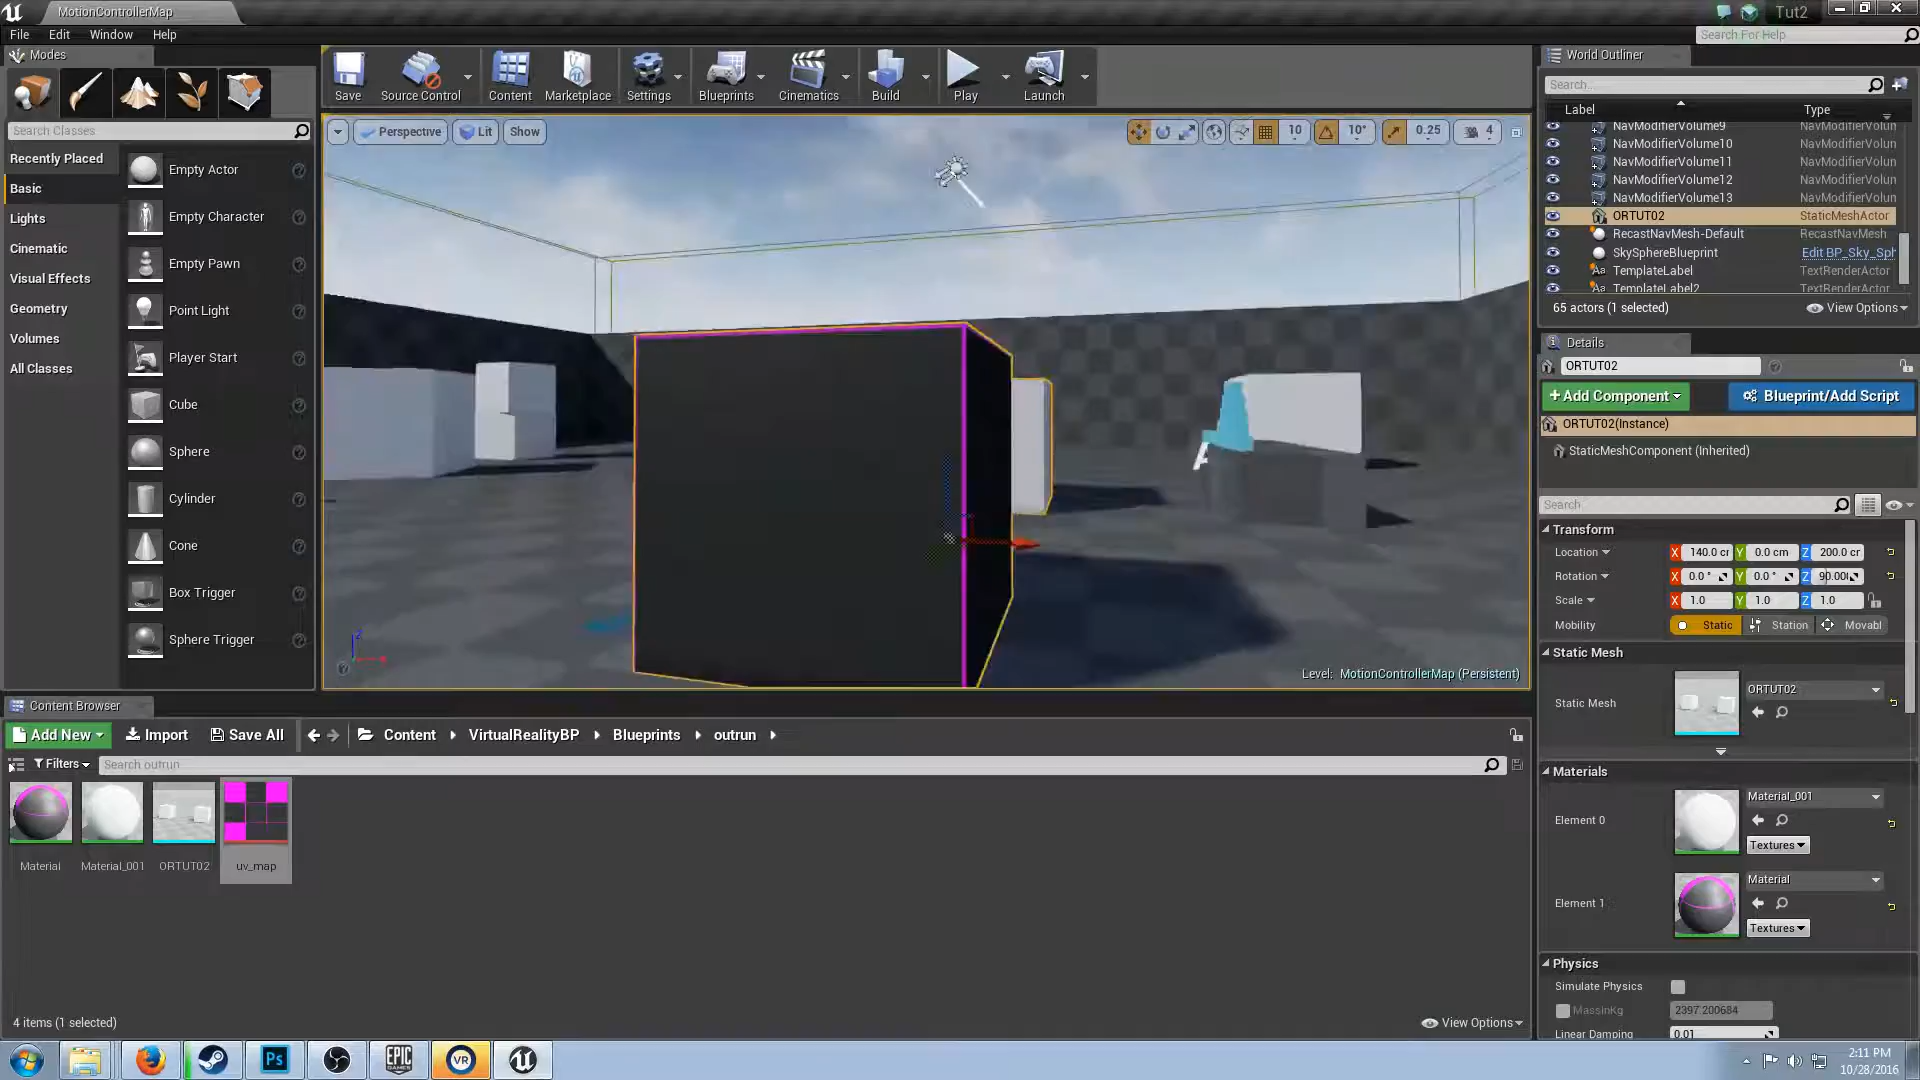 MotionControllerMap
Tut2
File Edit Window Help
Search For Help
Modes
Search Classes
Recently Placed
Basic
Lights
Cinematic
Visual Effects
Geometry
Volumes
All Classes
Empty Actor
Empty Character
Empty Pawn
Point Light
Player Start
Cube
Sphere
Cylinder
Cone
Box Trigger
Sphere Trigger
Save
Source Control
Content
Marketplace
Settings
Blueprints
Cinematics
Build
Play
Launch
Perspective
Lit
Show
10
10°
0.25
4
Level: MotionControllerMap (Persistent)
World Outliner
Search...
Label Type
NavModifierVolume9 NavModifierVolun
NavModifierVolume10 NavModifierVolun
NavModifierVolume11 NavModifierVolun
NavModifierVolume12 NavModifierVolun
NavModifierVolume13 NavModifierVolun
ORTUT02 StaticMeshActor
RecastNavMesh-Default RecastNavMesh
SkySphereBlueprint Edit BP_Sky_Sph
TemplateLabel TextRenderActor
TemplateLabel2 TextRenderActor
65 actors (1 selected)
View Options
Details
ORTUT02
+Add Component
Blueprint/Add Script
ORTUT02(Instance)
StaticMeshComponent (Inherited)
Search
Transform
Location X 140.0 cr Y 0.0 cm Z 200.0 cr
Rotation X 0.0 ° Y 0.0 ° Z 90.00
Scale X 1.0 Y 1.0 Z 1.0
Mobility Static Station Movabl
Static Mesh
Static Mesh ORTUT02
Materials
Element 0 Material_001
Textures
Element 1 Material
Textures
Physics
Simulate Physics
MassInKg 2397.200684
Linear Damping 0.01
Content Browser
Add New
Import
Save All
Content VirtualRealityBP Blueprints outrun
Filters
Search outrun
Material
Material_001
ORTUT02
uv_map
4 items (1 selected)
View Options
Ps
EPIC GAMES
VR
2:11 PM
10/28/2016